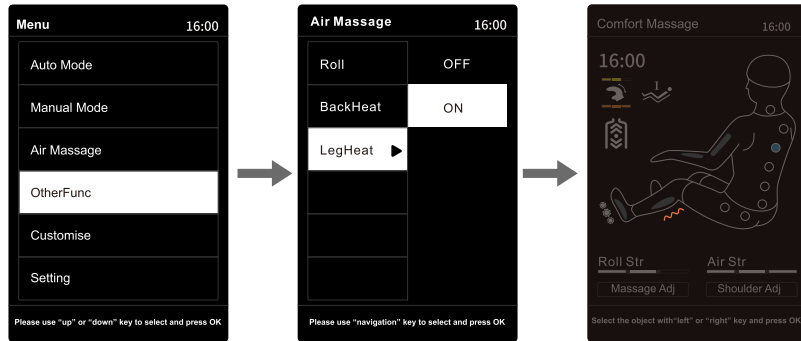 Menu 16:00
Auto Mode
Manual Mode
Air Massage
OtherFunc
Customise
Setting
Please use “up” or “down” key to select and press OK
Air Massage 16:00
Roll OFF
BackHeat ON
LegHeat
Please use “navigation” key to select and press OK
Comfort Massage 16:00
16:00
I
Roll Str Air Str
Massage Adj Shoulder Adj
Select the object with“left” or “right” key and press OK